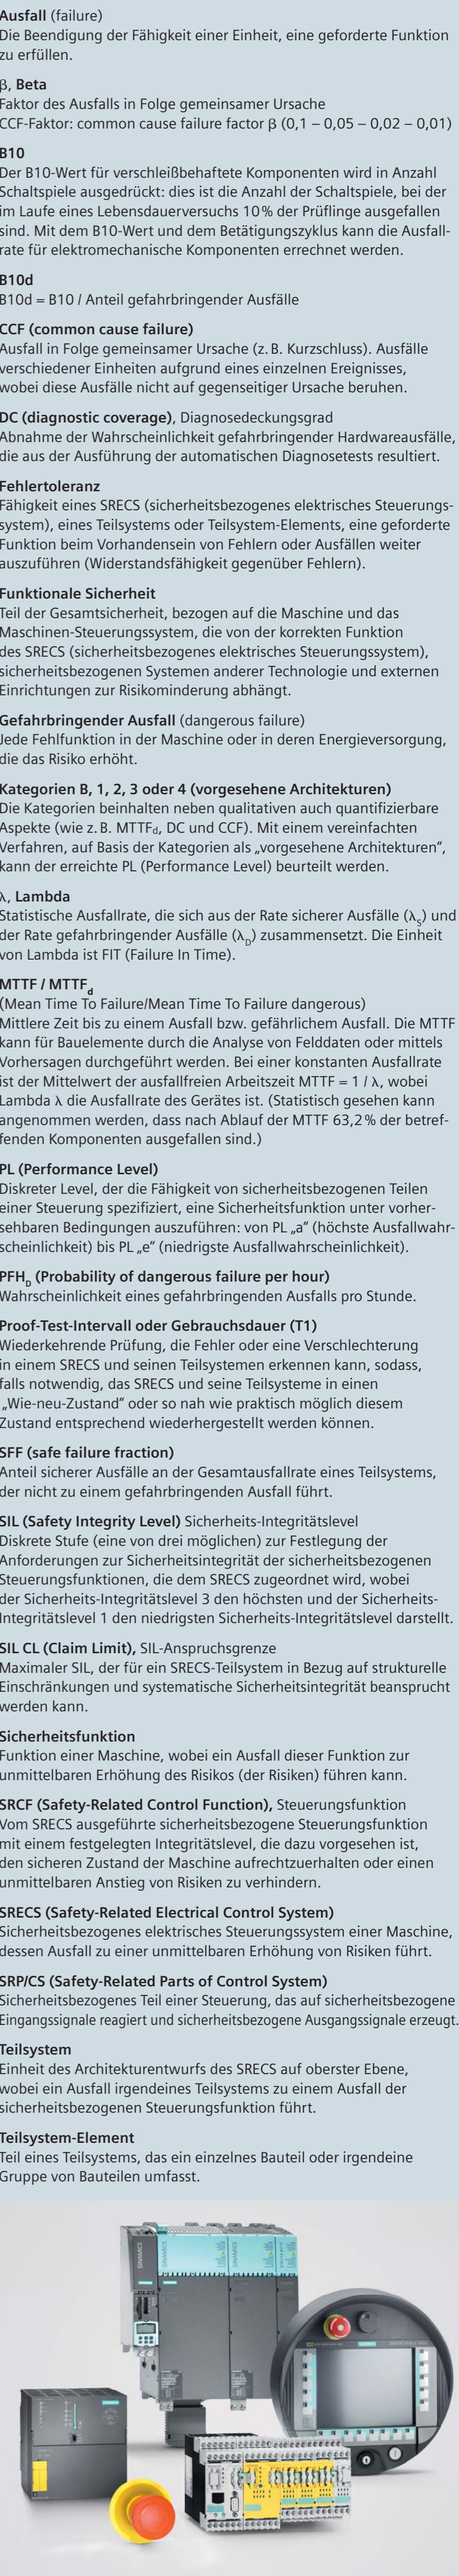 Ausfall (failure)
Die Beendigung der Fähigkeit einer Einheit, eine geforderte Funktion
zu erfüllen.
β, Beta
Faktor des Ausfalls in Folge gemeinsamer Ursache
CCF-Faktor: common cause failure factor β (0,1 – 0,05 – 0,02 – 0,01)
B10
Der B10-Wert für verschleißbehaftete Komponenten wird in Anzahl
Schaltspiele ausgedrückt: dies ist die Anzahl der Schaltspiele, bei der
im Laufe eines Lebensdauerversuchs 10 % der Prüflinge ausgefallen
sind. Mit dem B10-Wert und dem Betätigungszyklus kann die Ausfall-
rate für elektromechanische Komponenten errechnet werden.
B10d
B10d = B10 / Anteil gefahrbringender Ausfälle
CCF (common cause failure)
Ausfall in Folge gemeinsamer Ursache (z. B. Kurzschluss). Ausfälle
verschiedener Einheiten aufgrund eines einzelnen Ereignisses,
wobei diese Ausfälle nicht auf gegenseitiger Ursache beruhen.
DC (diagnostic coverage), Diagnosedeckungsgrad
Abnahme der Wahrscheinlichkeit gefahrbringender Hardwareausfälle,
die aus der Ausführung der automatischen Diagnosetests resultiert.
Fehlertoleranz
Fähigkeit eines SRECS (sicherheitsbezogenes elektrisches Steuerungs-
system), eines Teilsystems oder Teilsystem-Elements, eine geforderte
Funktion beim Vorhandensein von Fehlern oder Ausfällen weiter
auszuführen (Widerstandsfähigkeit gegenüber Fehlern).
Funktionale Sicherheit
Teil der Gesamtsicherheit, bezogen auf die Maschine und das
Maschinen-Steuerungssystem, die von der korrekten Funktion
des SRECS (sicherheitsbezogenes elektrisches Steuerungssystem),
sicherheitsbezogenen Systemen anderer Technologie und externen
Einrichtungen zur Risikominderung abhängt.
Gefahrbringender Ausfall (dangerous failure)
Jede Fehlfunktion in der Maschine oder in deren Energieversorgung,
die das Risiko erhöht.
Kategorien B, 1, 2, 3 oder 4 (vorgesehene Architekturen)
Die Kategorien beinhalten neben qualitativen auch quantifizierbare
Aspekte (wie z. B. MTTFd, DC und CCF). Mit einem vereinfachten
Verfahren, auf Basis der Kategorien als „vorgesehene Architekturen“,
kann der erreichte PL (Performance Level) beurteilt werden.
λ, Lambda
Statistische Ausfallrate, die sich aus der Rate sicherer Ausfälle (λS) und
der Rate gefahrbringender Ausfälle (λD) zusammensetzt. Die Einheit
von Lambda ist FIT (Failure In Time).
MTTF / MTTFd
(Mean Time To Failure/Mean Time To Failure dangerous)
Mittlere Zeit bis zu einem Ausfall bzw. gefährlichem Ausfall. Die MTTF
kann für Bauelemente durch die Analyse von Felddaten oder mittels
Vorhersagen durchgeführt werden. Bei einer konstanten Ausfallrate
ist der Mittelwert der ausfallfreien Arbeitszeit MTTF = 1 / λ, wobei
Lambda λ die Ausfallrate des Gerätes ist. (Statistisch gesehen kann
angenommen werden, dass nach Ablauf der MTTF 63,2 % der betref-
fenden Komponenten ausgefallen sind.)
PL (Performance Level)
Diskreter Level, der die Fähigkeit von sicherheitsbezogenen Teilen
einer Steuerung spezifiziert, eine Sicherheitsfunktion unter vorher-
sehbaren Bedingungen auszuführen: von PL „a“ (höchste Ausfallwahr-
scheinlichkeit) bis PL „e“ (niedrigste Ausfallwahrscheinlichkeit).
PFHD (Probability of dangerous failure per hour)
Wahrscheinlichkeit eines gefahrbringenden Ausfalls pro Stunde.
Proof-Test-Intervall oder Gebrauchsdauer (T1)
Wiederkehrende Prüfung, die Fehler oder eine Verschlechterung
in einem SRECS und seinen Teilsystemen erkennen kann, sodass,
falls notwendig, das SRECS und seine Teilsysteme in einen
„Wie-neu-Zustand“ oder so nah wie praktisch möglich diesem
Zustand entsprechend wiederhergestellt werden können.
SFF (safe failure fraction)
Anteil sicherer Ausfälle an der Gesamtausfallrate eines Teilsystems,
der nicht zu einem gefahrbringenden Ausfall führt.
SIL (Safety Integrity Level) Sicherheits-Integritätslevel
Diskrete Stufe (eine von drei möglichen) zur Festlegung der
Anforderungen zur Sicherheitsintegrität der sicherheitsbezogenen
Steuerungsfunktionen, die dem SRECS zugeordnet wird, wobei
der Sicherheits-Integritätslevel 3 den höchsten und der Sicherheits-
Integritätslevel 1 den niedrigsten Sicherheits-Integritätslevel darstellt.
SIL CL (Claim Limit), SIL-Anspruchsgrenze
Maximaler SIL, der für ein SRECS-Teilsystem in Bezug auf strukturelle
Einschränkungen und systematische Sicherheitsintegrität beansprucht
werden kann.
Sicherheitsfunktion
Funktion einer Maschine, wobei ein Ausfall dieser Funktion zur
unmittelbaren Erhöhung des Risikos (der Risiken) führen kann.
SRCF (Safety-Related Control Function), Steuerungsfunktion
Vom SRECS ausgeführte sicherheitsbezogene Steuerungsfunktion
mit einem festgelegten Integritätslevel, die dazu vorgesehen ist,
den sicheren Zustand der Maschine aufrechtzuerhalten oder einen
unmittelbaren Anstieg von Risiken zu verhindern.
SRECS (Safety-Related Electrical Control System)
Sicherheitsbezogenes elektrisches Steuerungssystem einer Maschine,
dessen Ausfall zu einer unmittelbaren Erhöhung von Risiken führt.
SRP/CS (Safety-Related Parts of Control System)
Sicherheitsbezogenes Teil einer Steuerung, das auf sicherheitsbezogene
Eingangssignale reagiert und sicherheitsbezogene Ausgangssignale erzeugt.
Teilsystem
Einheit des Architekturentwurfs des SRECS auf oberster Ebene,
wobei ein Ausfall irgendeines Teilsystems zu einem Ausfall der
sicherheitsbezogenen Steuerungsfunktion führt.
Teilsystem-Element
Teil eines Teilsystems, das ein einzelnes Bauteil oder irgendeine
Gruppe von Bauteilen umfasst.
SINAMICS
SINAMICS
SIEMENS
SIEMENS